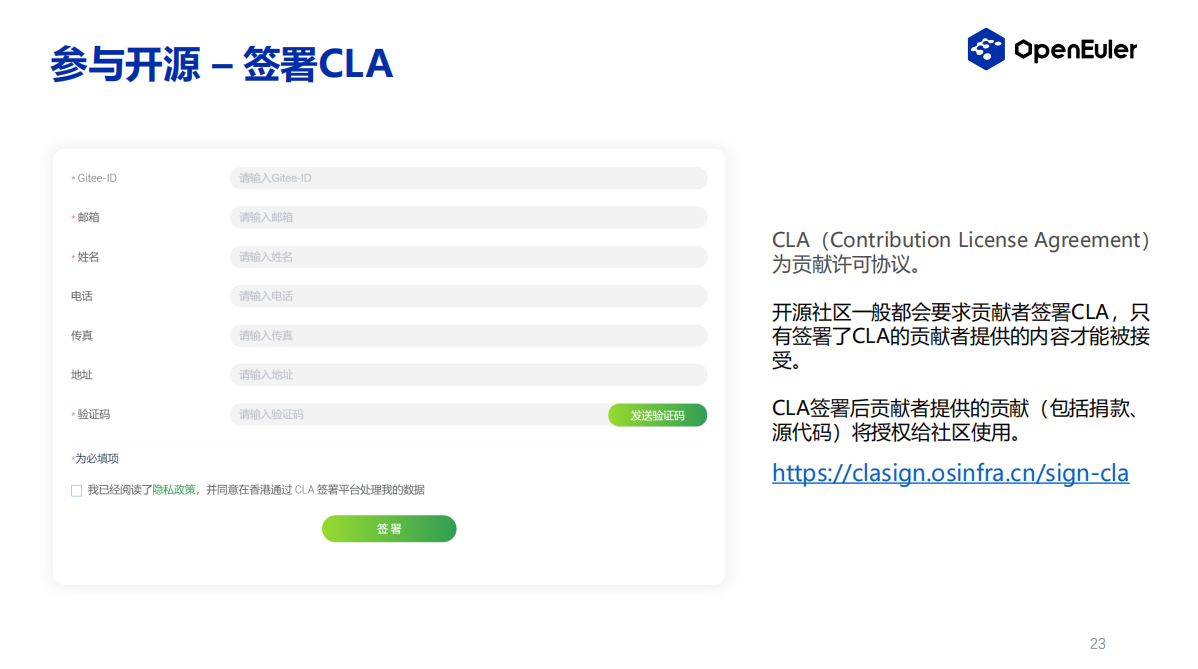 参与开源 – 签署CLA
OpenEuler
* Gitee-ID
请输入Gitee-ID
* 邮箱
请输入邮箱
* 姓名
请输入姓名
电话
请输入电话
传真
请输入传真
地址
请输入地址
* 验证码
请输入验证码
发送验证码
*为必填项
我已经阅读了隐私政策，并同意在香港通过 CLA 签署平台处理我的数据
签 署
CLA（Contribution License Agreement）
为贡献许可协议。
开源社区一般都会要求贡献者签署CLA，只
有签署了CLA的贡献者提供的内容才能被接
受。
CLA签署后贡献者提供的贡献（包括捐款、
源代码）将授权给社区使用。
https://clasign.osinfra.cn/sign-cla
23